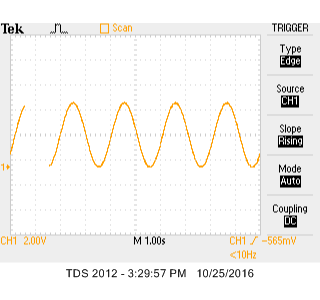 Tek Scan TRIGGER
Type
Edge
Source
CH1
Slope
Rising
Mode
Auto
Coupling
DC
1
CH1 2.00V M 1.00s CH1 -565mV
<10Hz
TDS 2012 - 3:29:57 PM 10/25/2016